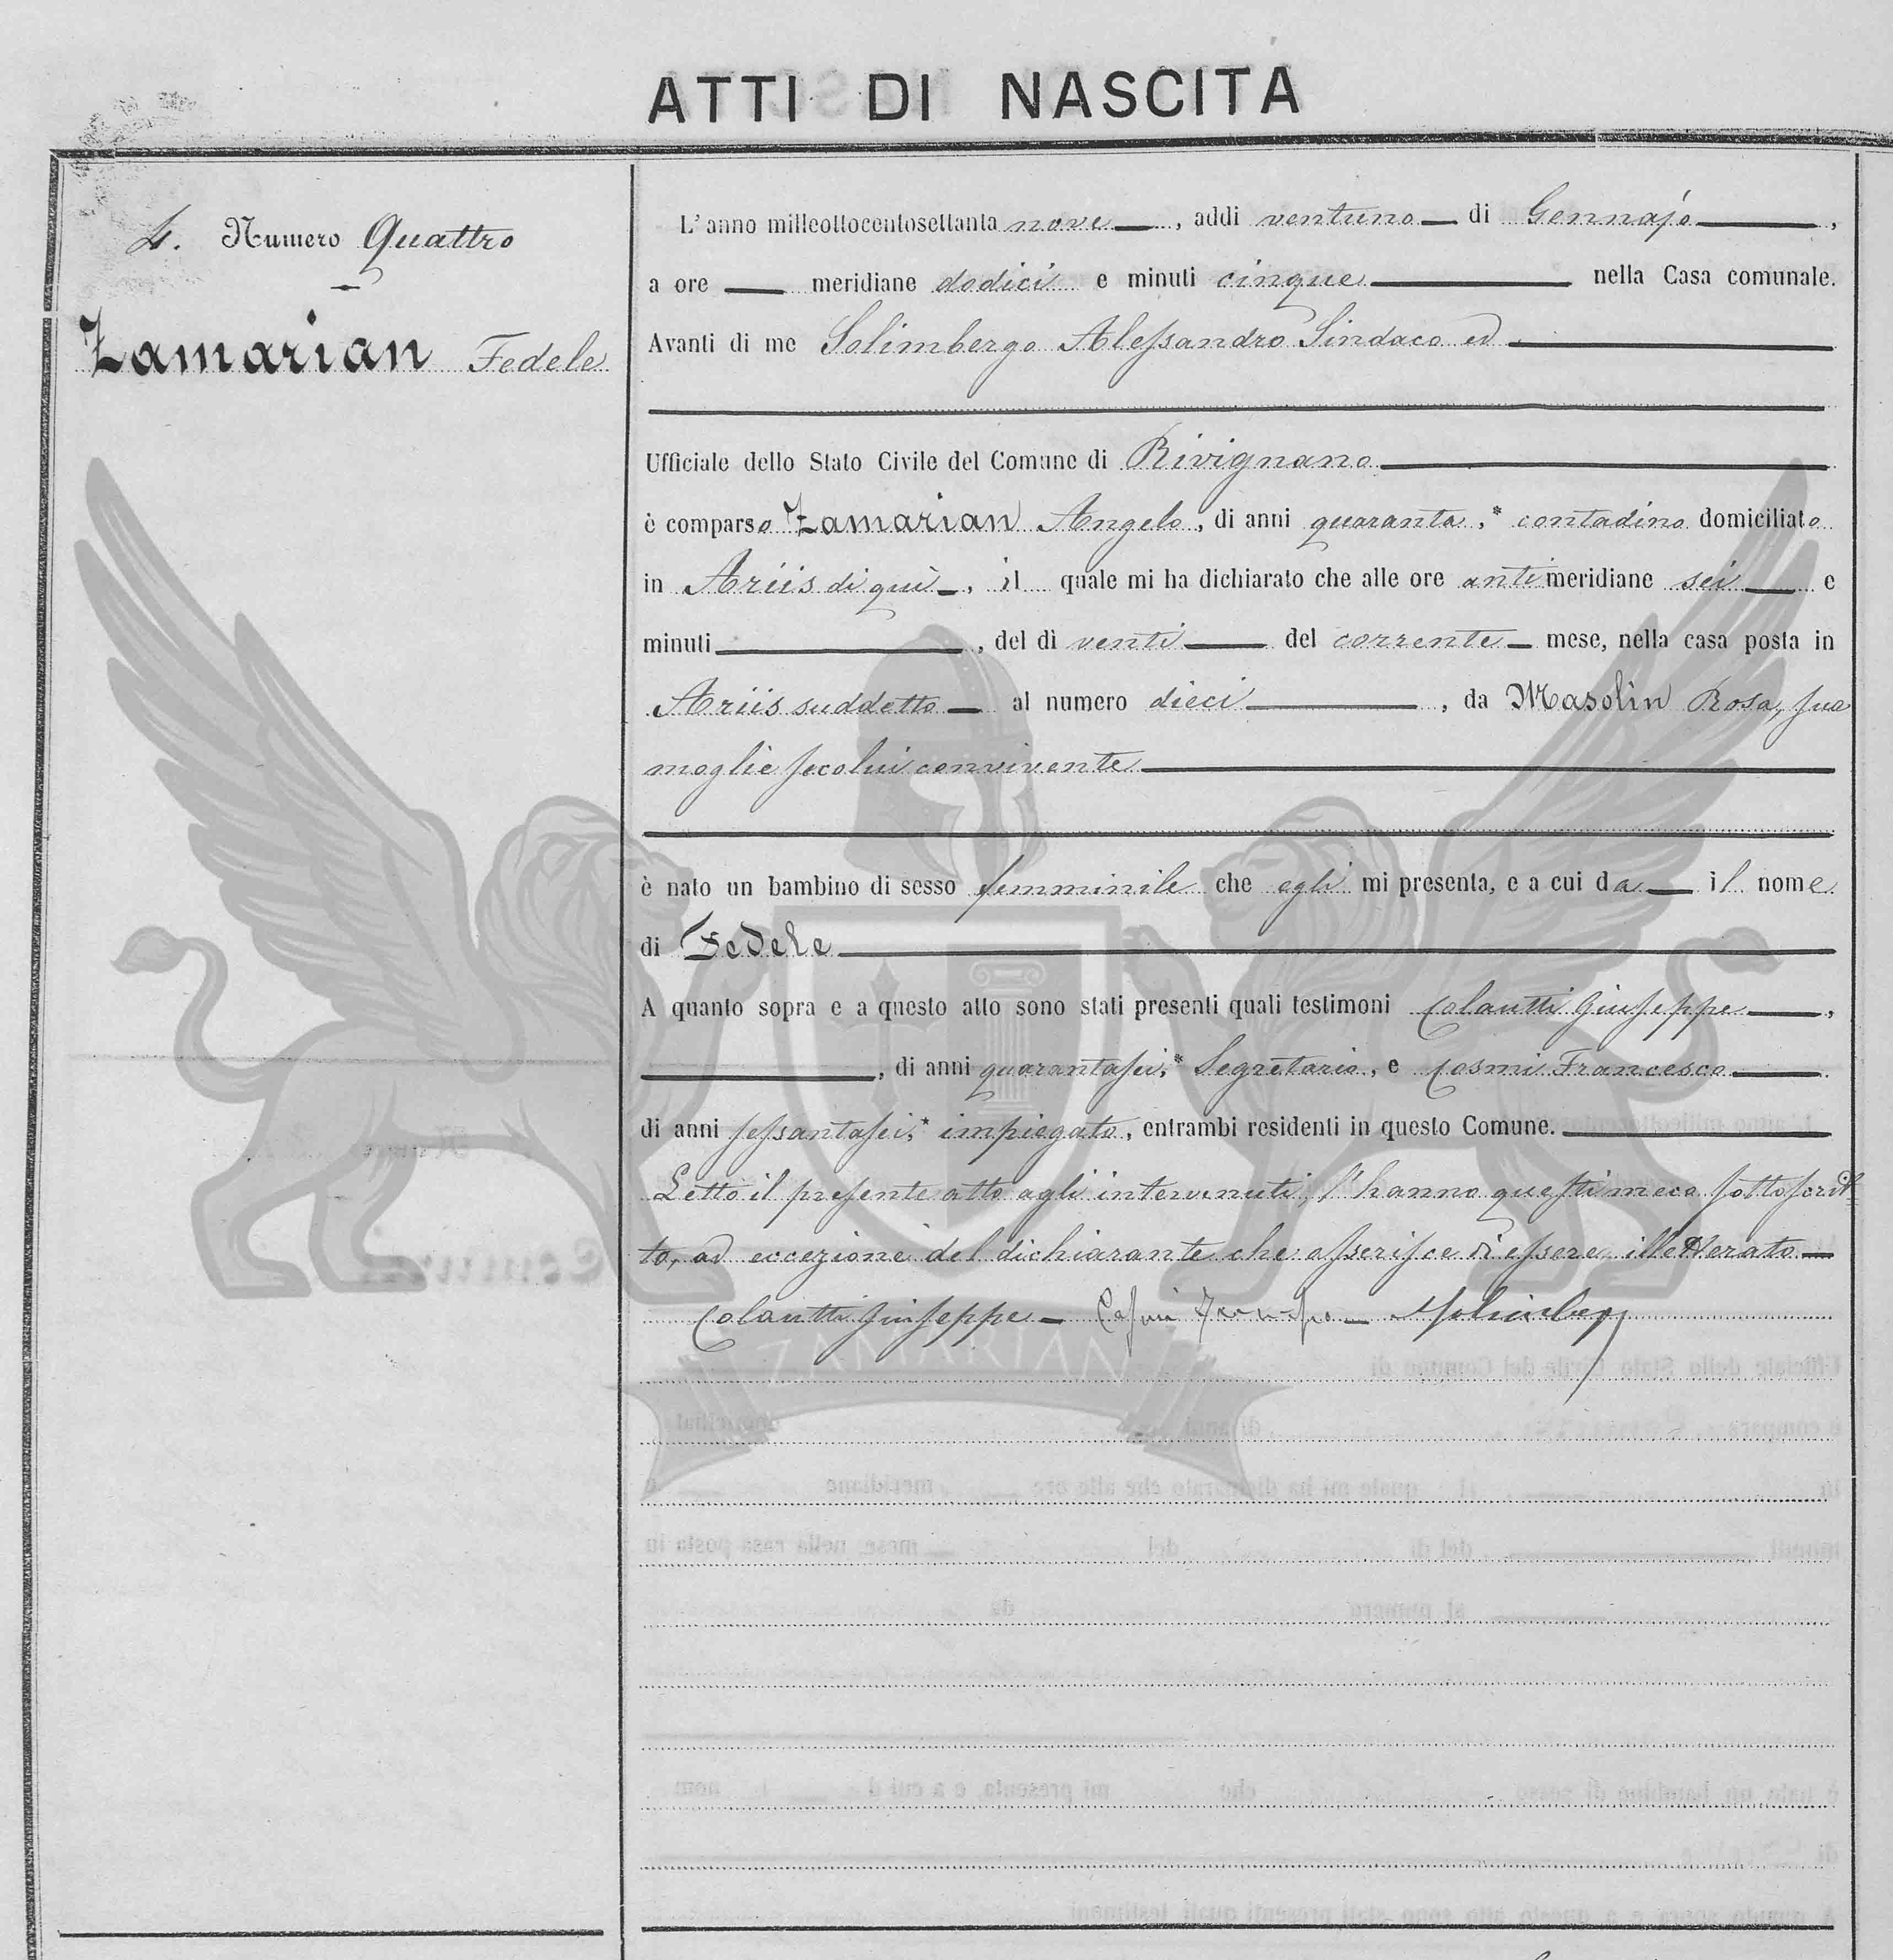 ATTI DI NASCITA
4. Numero Quattro
Zamarian Fedele
L'anno milleottocentosettanta nove, addi ventuno di Gennajo,
a ore meridiane dodici e minuti cinque nella Casa comunale.
Avanti di me Solimbergo Alessandro Sindaco ed
Ufficiale dello Stato Civile del Comune di Rivignano
è comparso Zamarian Angelo, di anni quaranta,* contadino domiciliato
in Ariis di qui, il quale mi ha dichiarato che alle ore antimeridiane sei e
minuti, del dì venti del corrente mese, nella casa posta in
Ariis suddetto al numero dieci, da Masolin Rosa, sua
moglie secolui convivente
è nato un bambino di sesso femminile che egli mi presenta, e a cui da il nome
di Fedele
A quanto sopra e a questo atto sono stati presenti quali testimoni Colautti Giuseppe,
, di anni quarantasei,* Segretario, e Cosmi Francesco
di anni sessantasei,* impiegato, entrambi residenti in questo Comune.
Letto il presente atto agli intervenuti, l'hanno questi meco sottoscrit
to, ad eccezione del dichiarante che asserisce di essere illetterato
Colautti Giuseppe - Cosmi - ASolimberg
ZAMARIAN